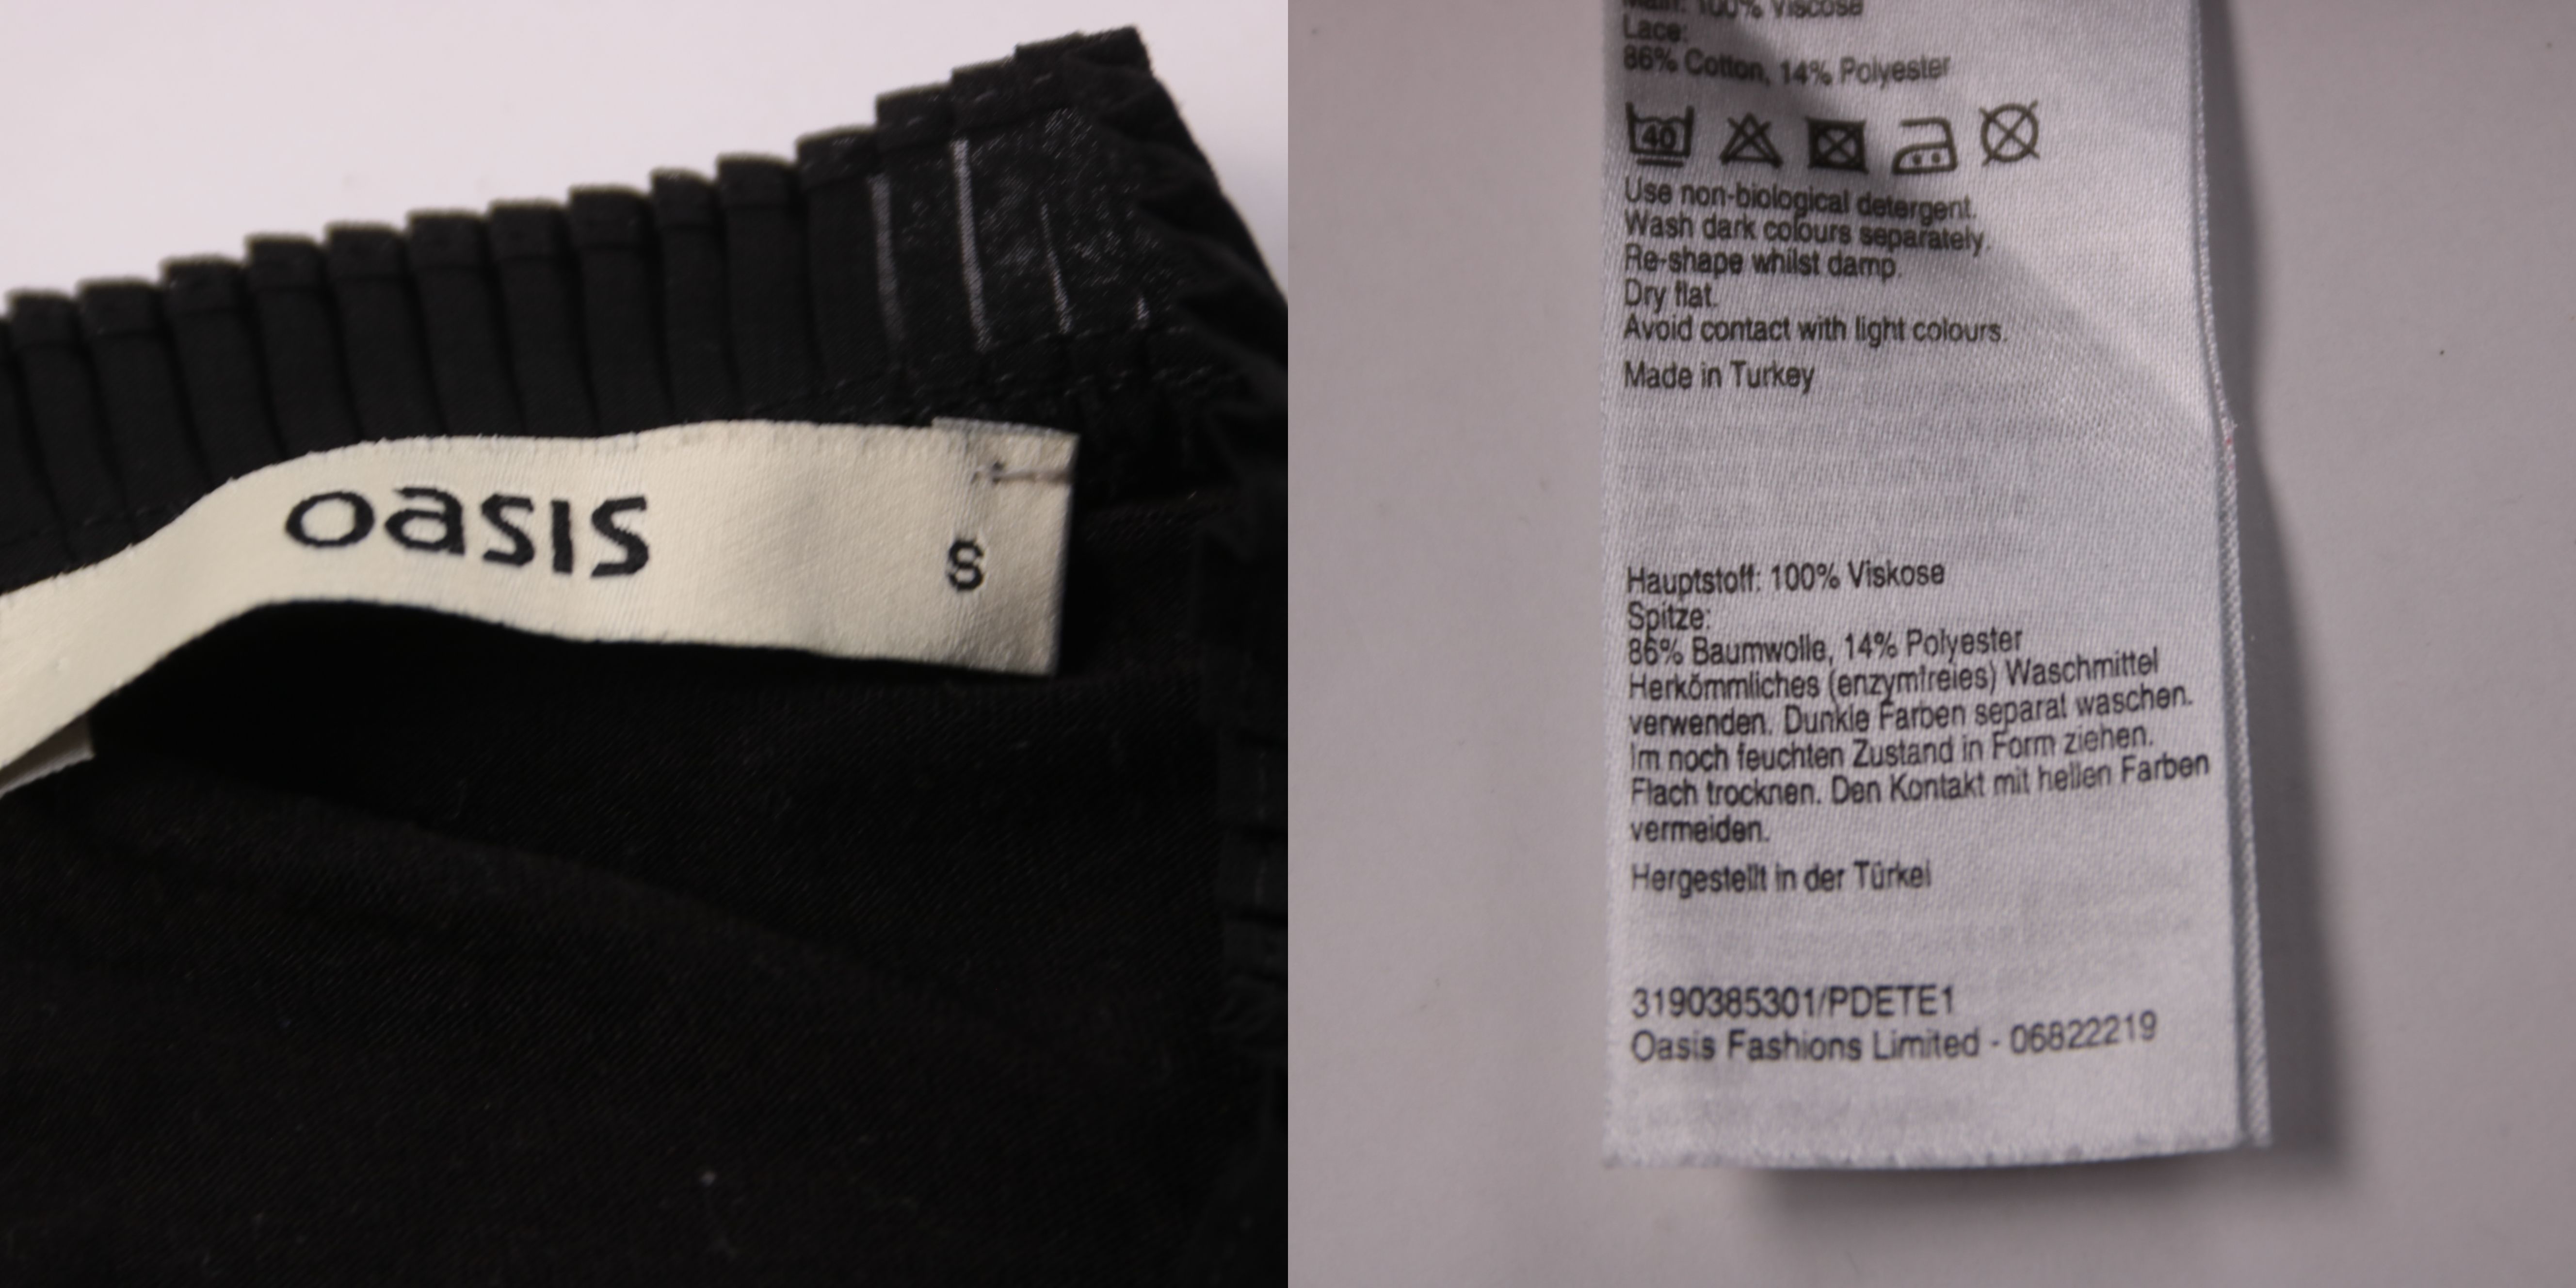 oasis
S
Main: 100% Viscose
Lace:
86% Cotton, 14% Polyester
40
Use non-biological detergent.
Wash dark colours separately.
Re-shape whilst damp.
Dry flat.
Avoid contact with light colours.
Made in Turkey
Hauptstoff: 100% Viskose
Spitze:
86% Baumwolle, 14% Polyester
Herkömmliches (enzymfreies) Waschmittel
verwenden. Dunkle Farben separat waschen.
Im noch feuchten Zustand in Form ziehen.
Flach trocknen. Den Kontakt mit hellen Farben
vermeiden.
Hergestellt in der Türkei
3190385301/PDETE1
Oasis Fashions Limited - 06822219